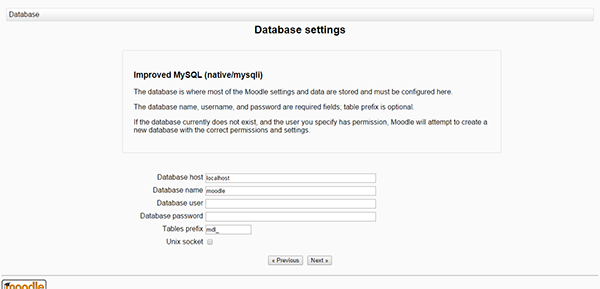 Database
Database settings
Improved MySQL (native/mysqli)
The database is where most of the Moodle settings and data are stored and must be configured here.
The database name, username, and password are required fields; table prefix is optional.
If the database currently does not exist, and the user you specify has permission, Moodle will attempt to create a
new database with the correct permissions and settings.
Database host localhost
Database name moodle
Database user
Database password
Tables prefix mdl_
Unix socket
« Previous Next »
moodle